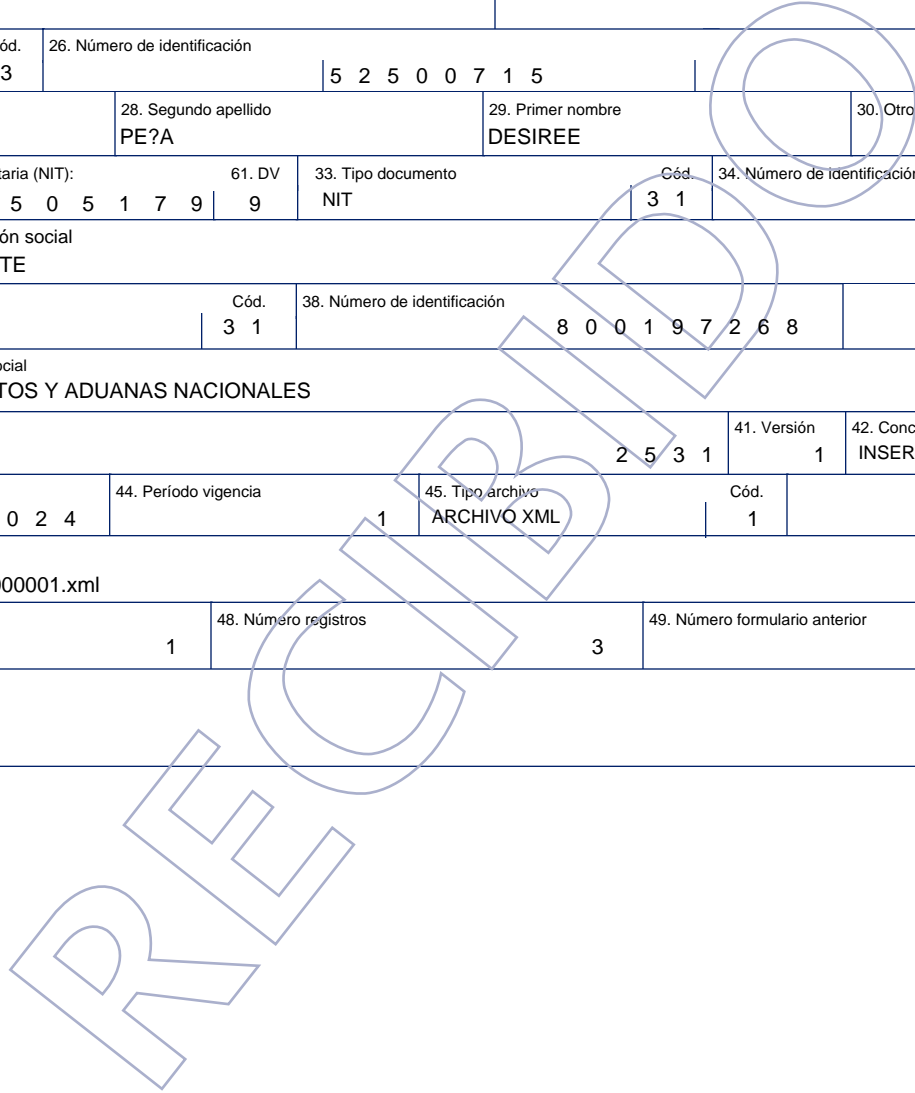 ód. 26. Número de identificación
3 5 2 5 0 0 7 1 5
28. Segundo apellido 29. Primer nombre 30. Otro
PE?A DESIREE
taria (NIT): 61. DV 33. Tipo documento Cód. 34. Número de identificación
5 0 5 1 7 9 9 NIT 3 1
ón social
TE
Cód. 38. Número de identificación
3 1 8 0 0 1 9 7 2 6 8
ocial
TOS Y ADUANAS NACIONALES
41. Versión 42. Conc
2 5 3 1 1 INSER
44. Período vigencia 45. Tipo archivo Cód.
0 2 4 1 ARCHIVO XML 1
000001.xml
48. Número registros 49. Número formulario anterior
1 3
RECIBIDO